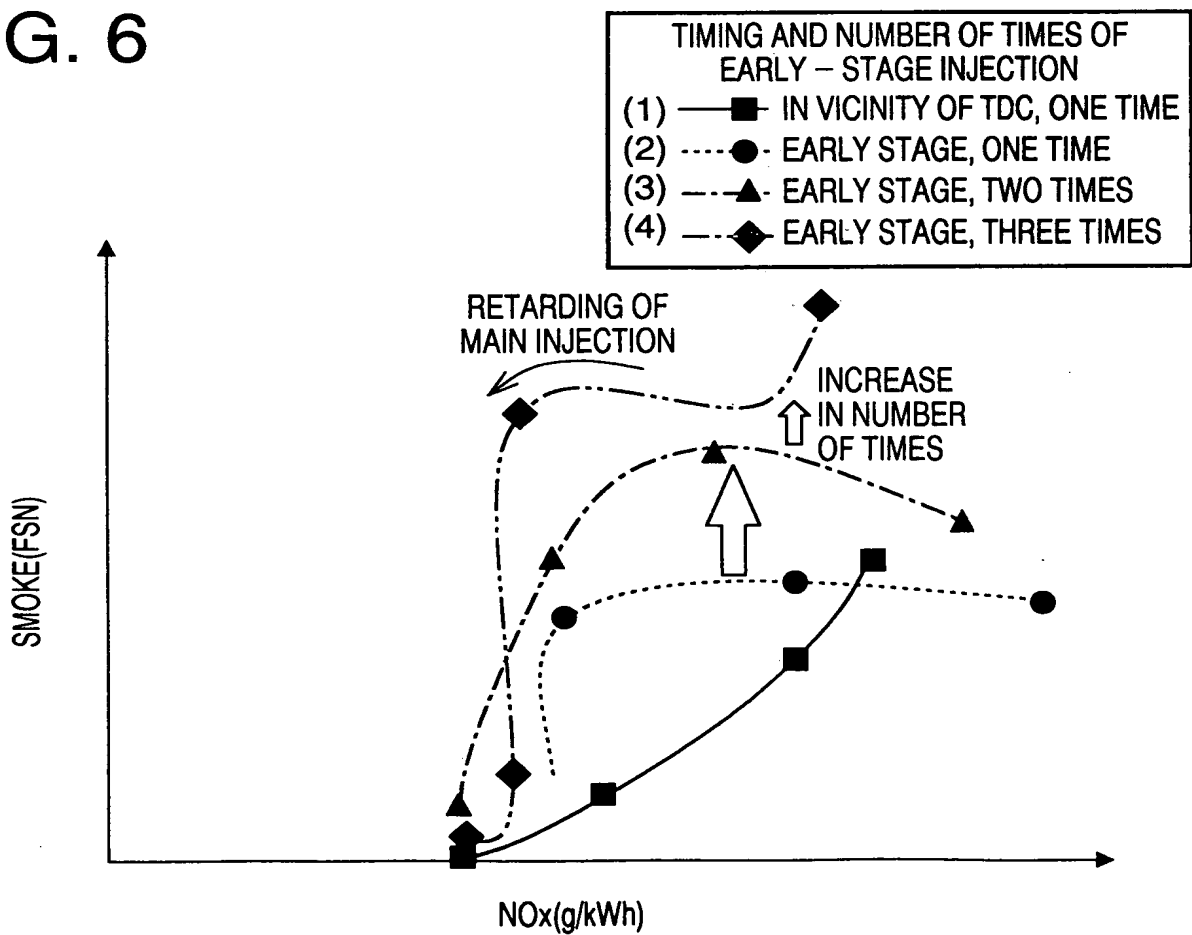 G. 6
TIMING AND NUMBER OF TIMES OF
EARLY – STAGE INJECTION
(1) IN VICINITY OF TDC, ONE TIME
(2) EARLY STAGE, ONE TIME
(3) EARLY STAGE, TWO TIMES
(4) EARLY STAGE, THREE TIMES
RETARDING OF
MAIN INJECTION
INCREASE
IN NUMBER
OF TIMES
SMOKE(FSN)
NOx(g/kWh)